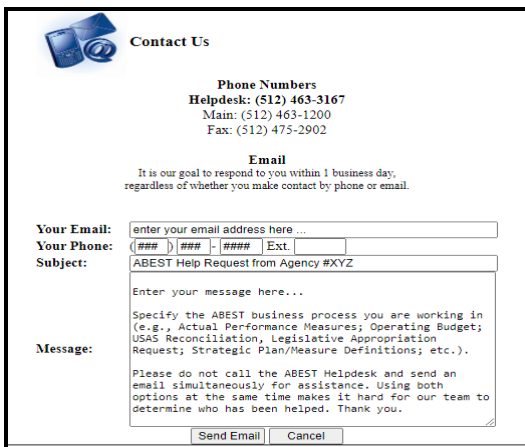 Contact Us
Phone Numbers
Helpdesk: (512) 463-3167
Main: (512) 463-1200
Fax: (512) 475-2902
Email
It is our goal to respond to you within 1 business day,
regardless of whether you make contact by phone or email.
Your Email: enter your email address here ...
Your Phone: (###) ### - #### Ext.
Subject: ABEST Help Request from Agency #XYZ
Message:
Enter your message here...
Specify the ABEST business process you are working in
(e.g., Actual Performance Measures; Operating Budget;
USAS Reconciliation, Legislative Appropriation
Request; Strategic Plan/Measure Definitions; etc.).
Please do not call the ABEST Helpdesk and send an
email simultaneously for assistance. Using both
options at the same time makes it hard for our team to
determine who has been helped. Thank you.
Send Email Cancel